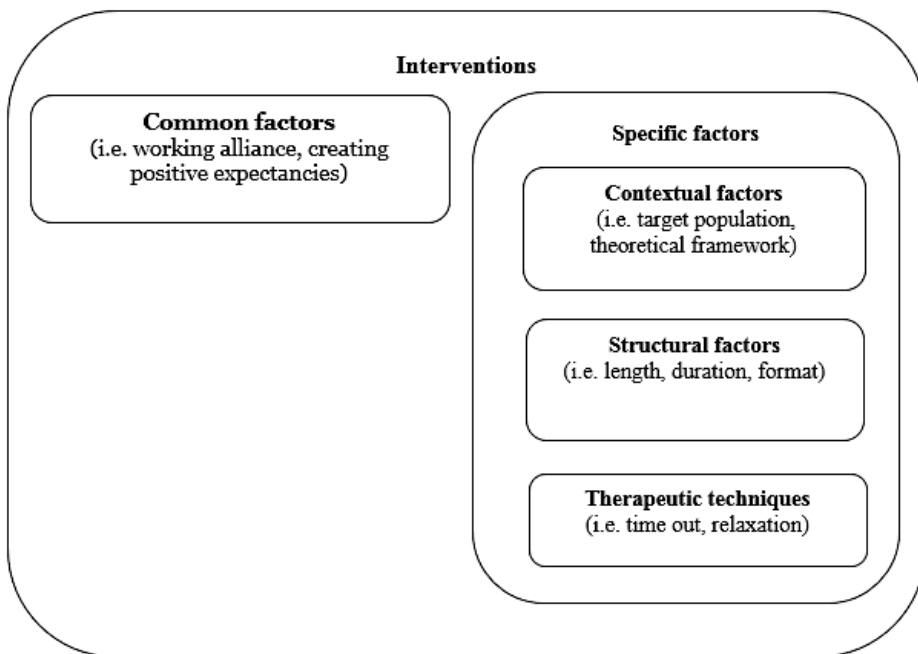 Interventions
Common factors
(i.e. working alliance, creating
positive expectancies)
Specific factors
Contextual factors
(i.e. target population,
theoretical framework)
Structural factors
(i.e. length, duration, format)
Therapeutic techniques
(i.e. time out, relaxation)